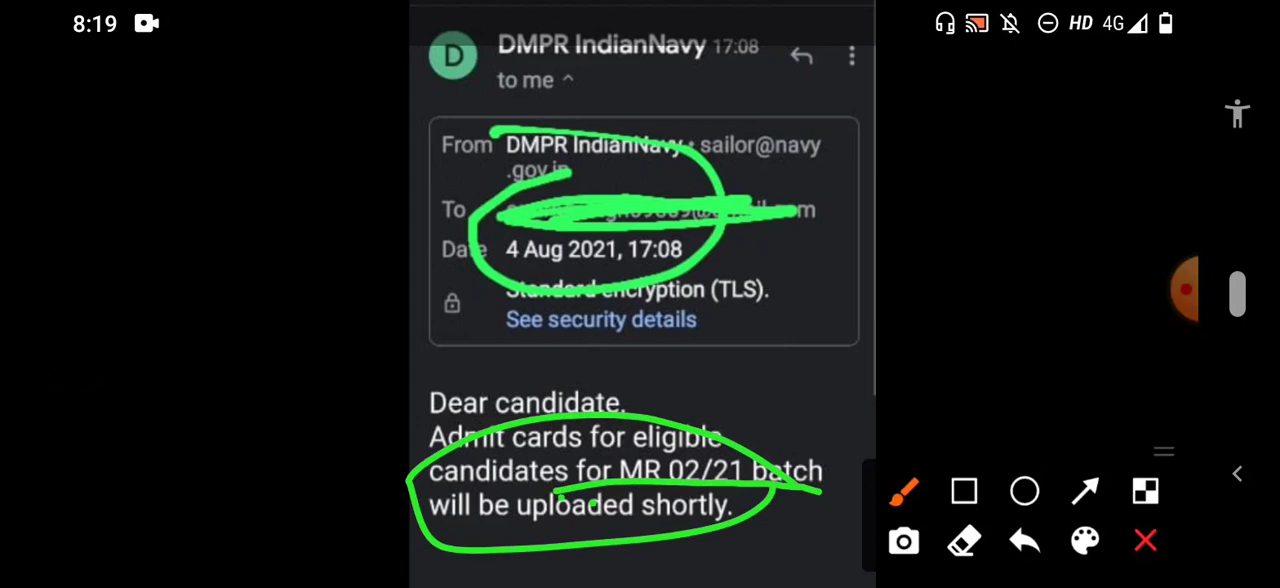 8:19
HD 4G
D
DMPR IndianNavy 17:08
to me
From DMPR IndianNavy • sailor@navy
.gov.in
To
Date 4 Aug 2021, 17:08
Standard encryption (TLS).
See security details
Dear candidate.
Admit cards for eligible
candidates for MR 02/21 batch
will be uploaded shortly.